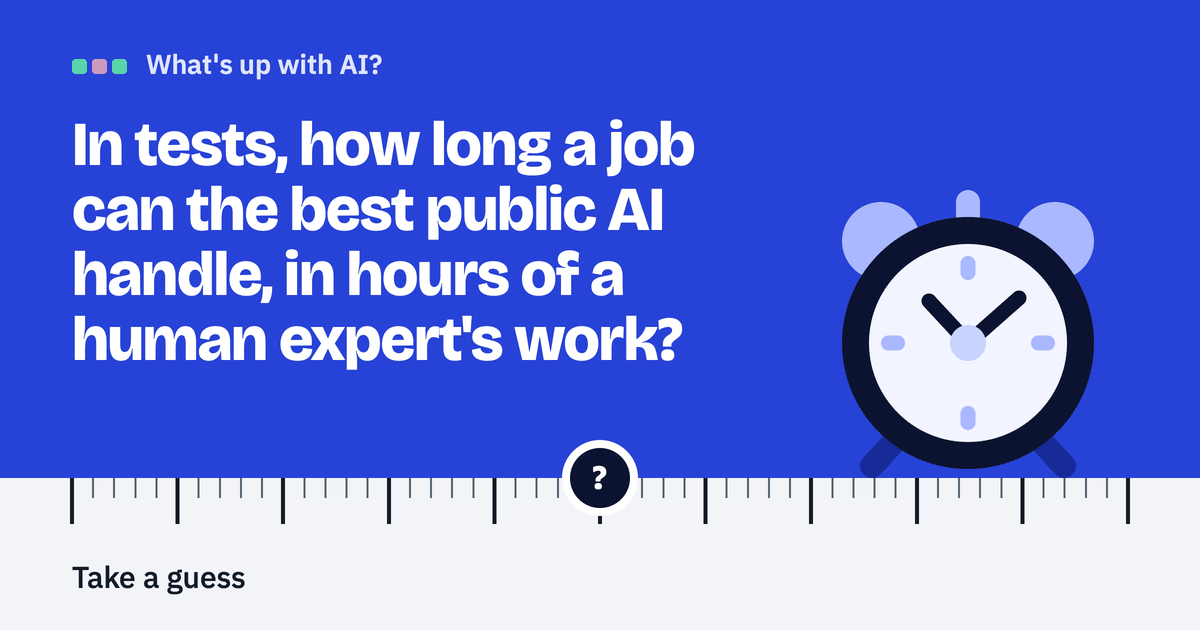 What's up with AI?
In tests, how long a job
can the best public AI
handle, in hours of a
human expert's work?
?
Take a guess